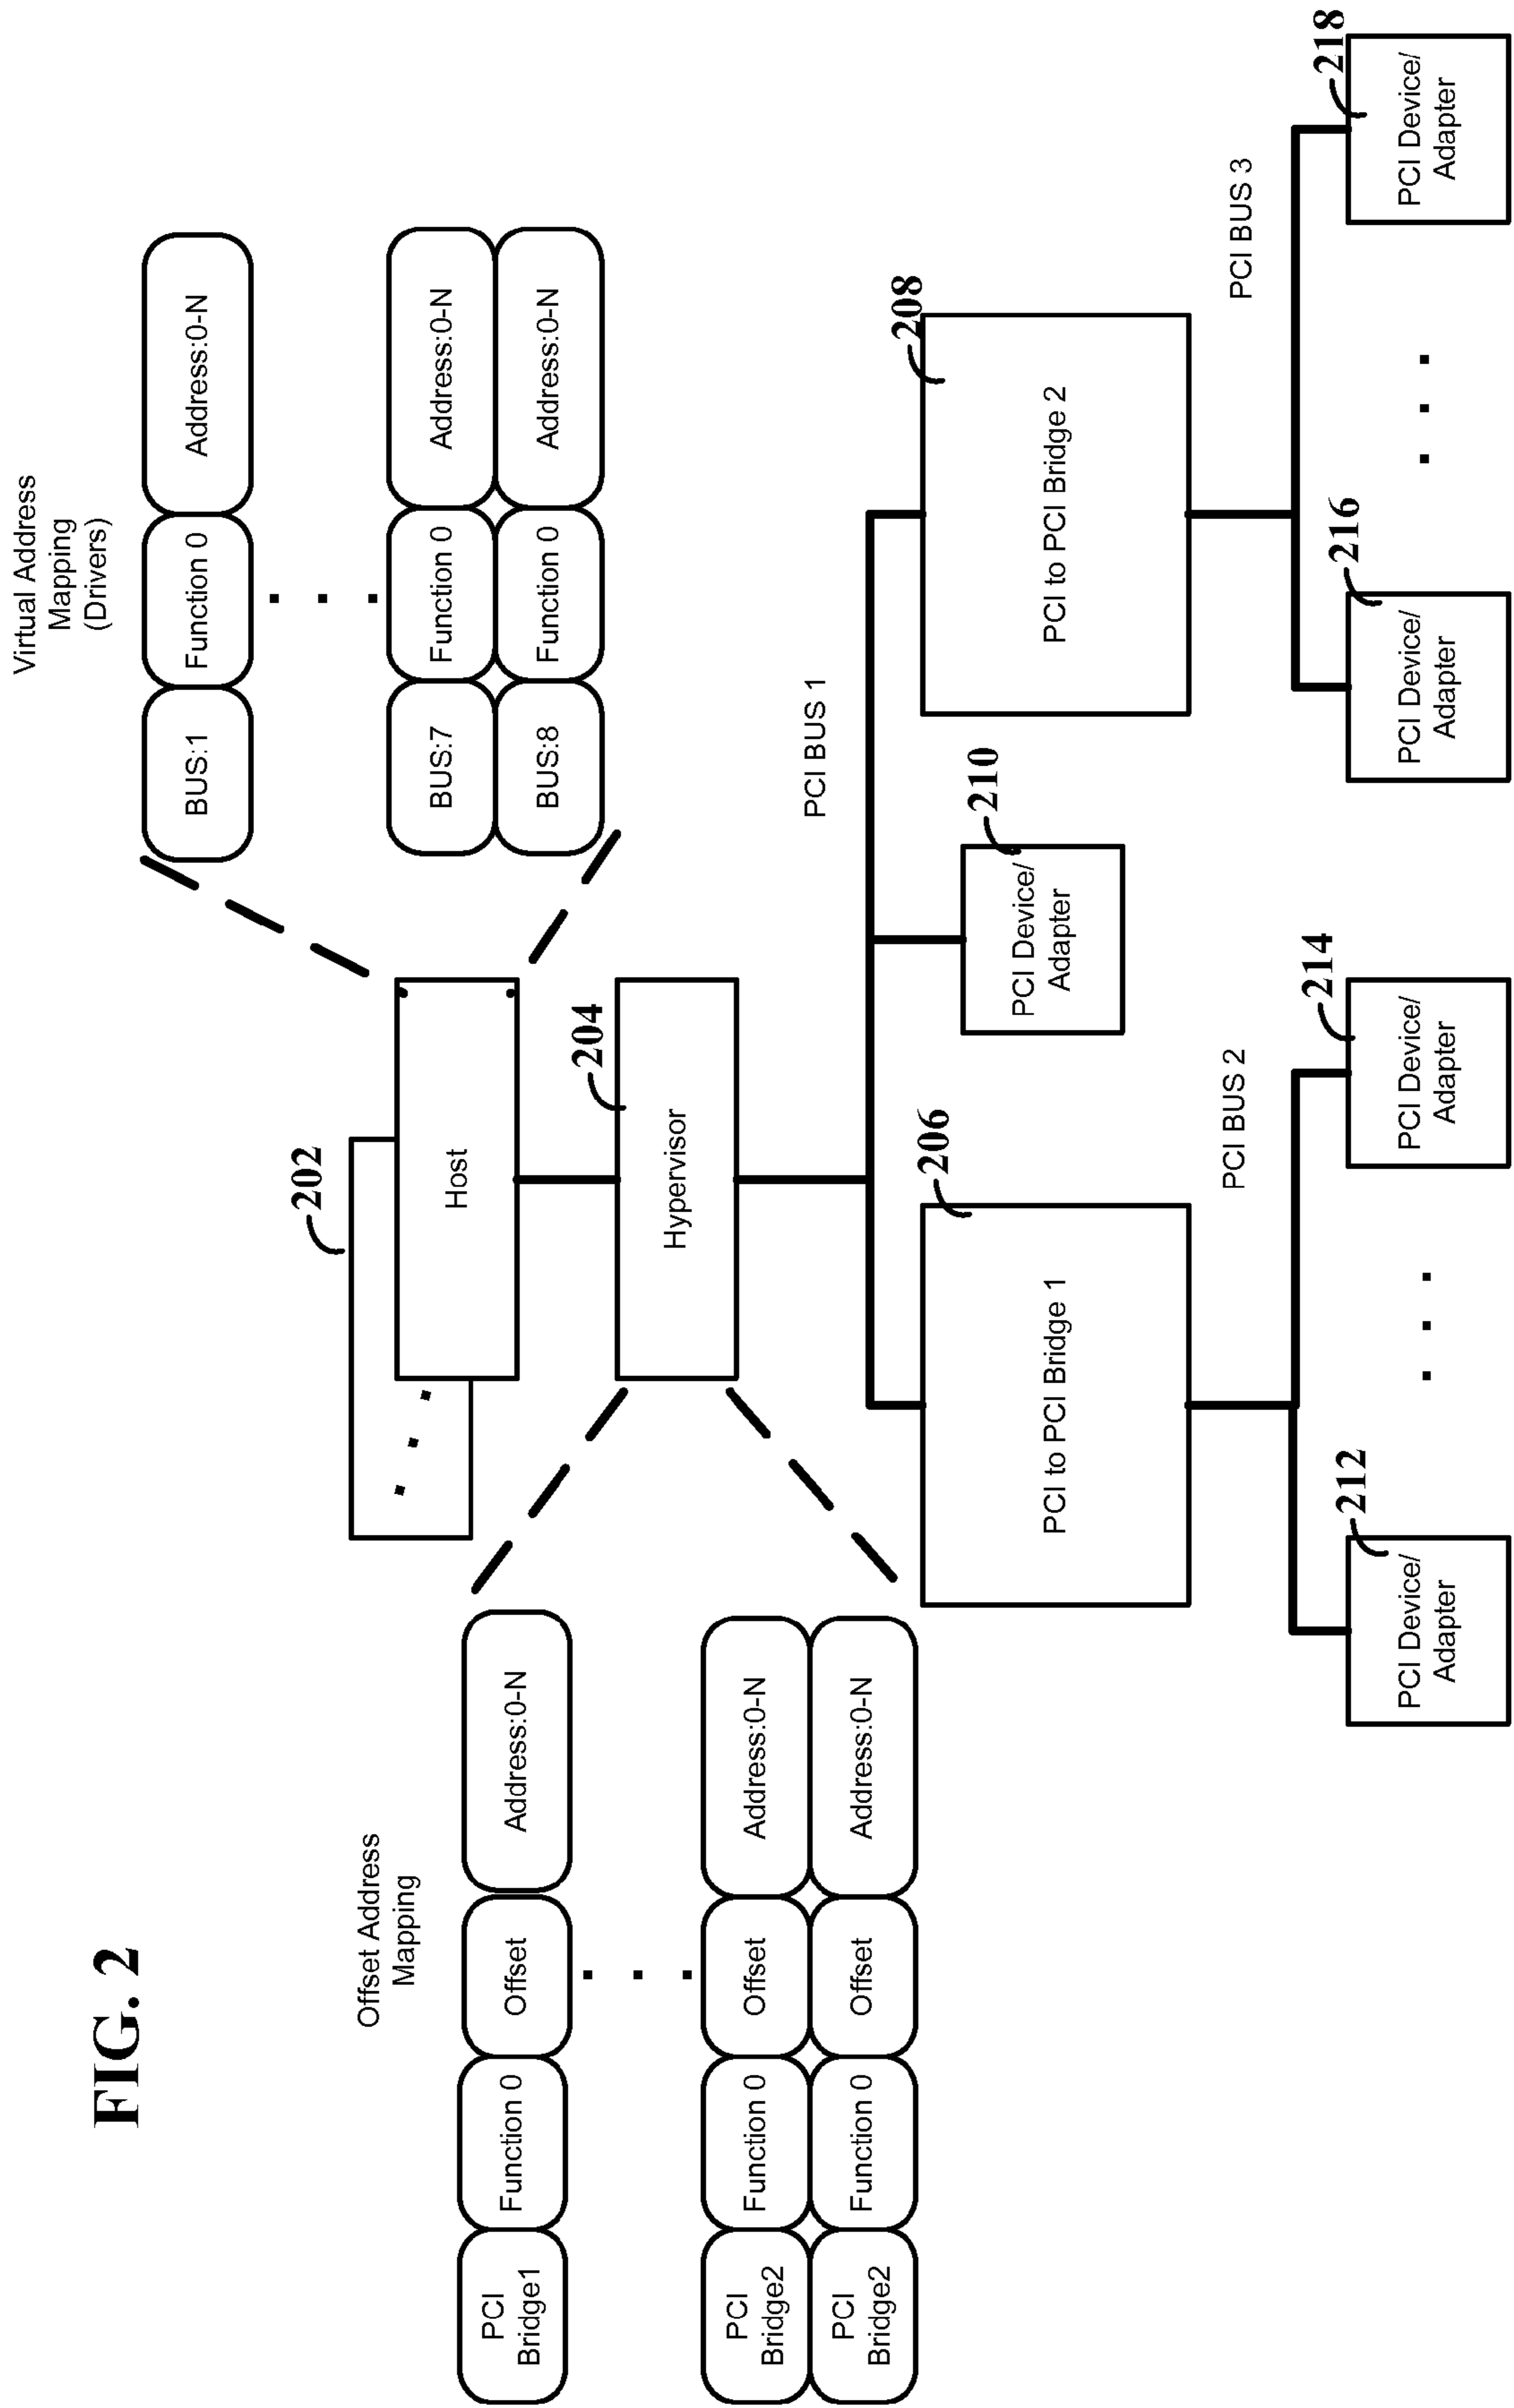 FIG. 2
Virtual Address
Mapping
(Drivers)
BUS:1
Function 0
Address:0-N
BUS:7
Function 0
Address:0-N
BUS:8
Function 0
Address:0-N
Offset Address
Mapping
PCI
Bridge1
Function 0
Offset
Address:0-N
PCI
Bridge2
Function 0
Offset
Address:0-N
PCI
Bridge2
Function 0
Offset
Address:0-N
202
Host
204
Hypervisor
PCI BUS 1
206
PCI to PCI Bridge 1
210
PCI Device/
Adapter
208
PCI to PCI Bridge 2
PCI BUS 2
PCI BUS 3
212
PCI Device/
Adapter
214
PCI Device/
Adapter
216
PCI Device/
Adapter
218
PCI Device/
Adapter